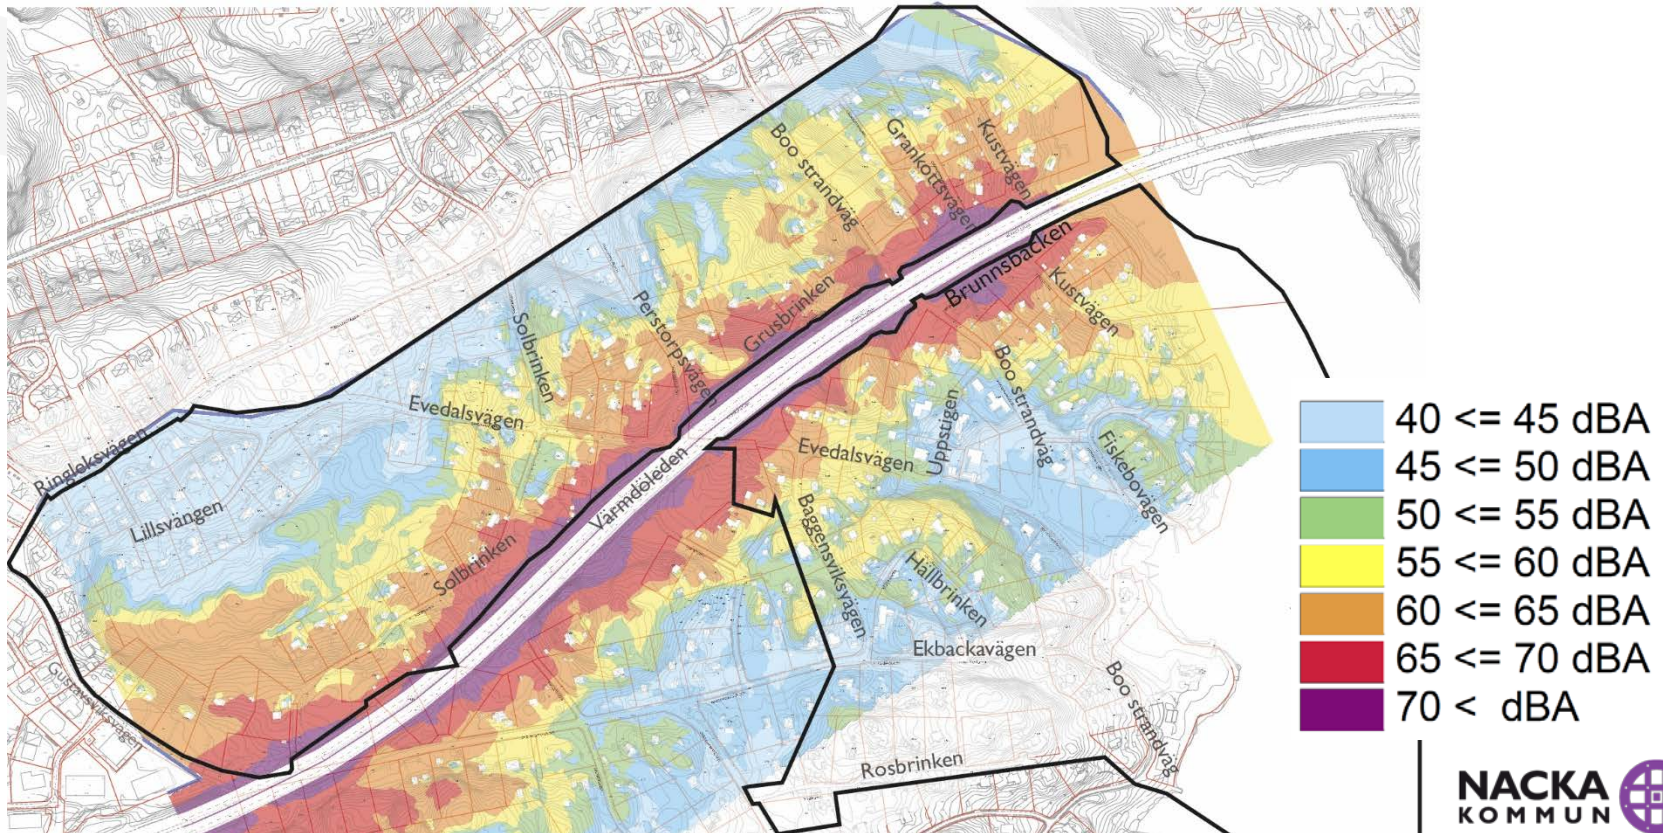 Boo strandväg
Grankottsvägen
Kustvägen
Brunnsbacken
Kustvägen
Grusbrinken
Perstorpsvägen
Solbrinken
Evedalsvägen
Ringleksvägen
Lillsvängen
Solbrinken
Värmdöleden
Gustavsviksvägen
Boo strandväg
Uppstigen
Evedalsvägen
Fiskebovägen
Baggensviksvägen
Hällbrinken
Ekbackavägen
Boo strandväg
Rosbrinken
40 <= 45 dBA
45 <= 50 dBA
50 <= 55 dBA
55 <= 60 dBA
60 <= 65 dBA
65 <= 70 dBA
70 < dBA
NACKA
KOMMUN